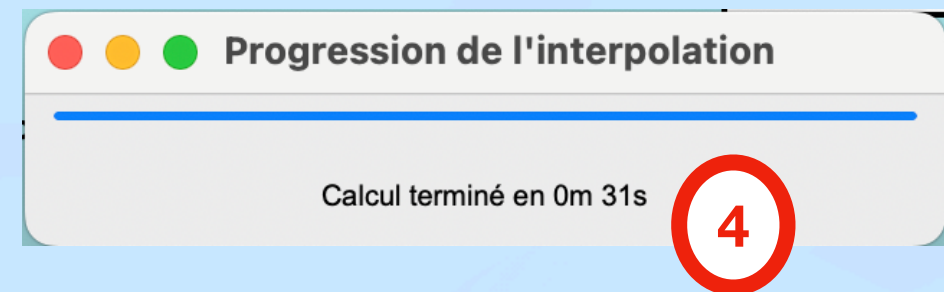 Progression de l'interpolation
Calcul terminé en 0m 31s
4